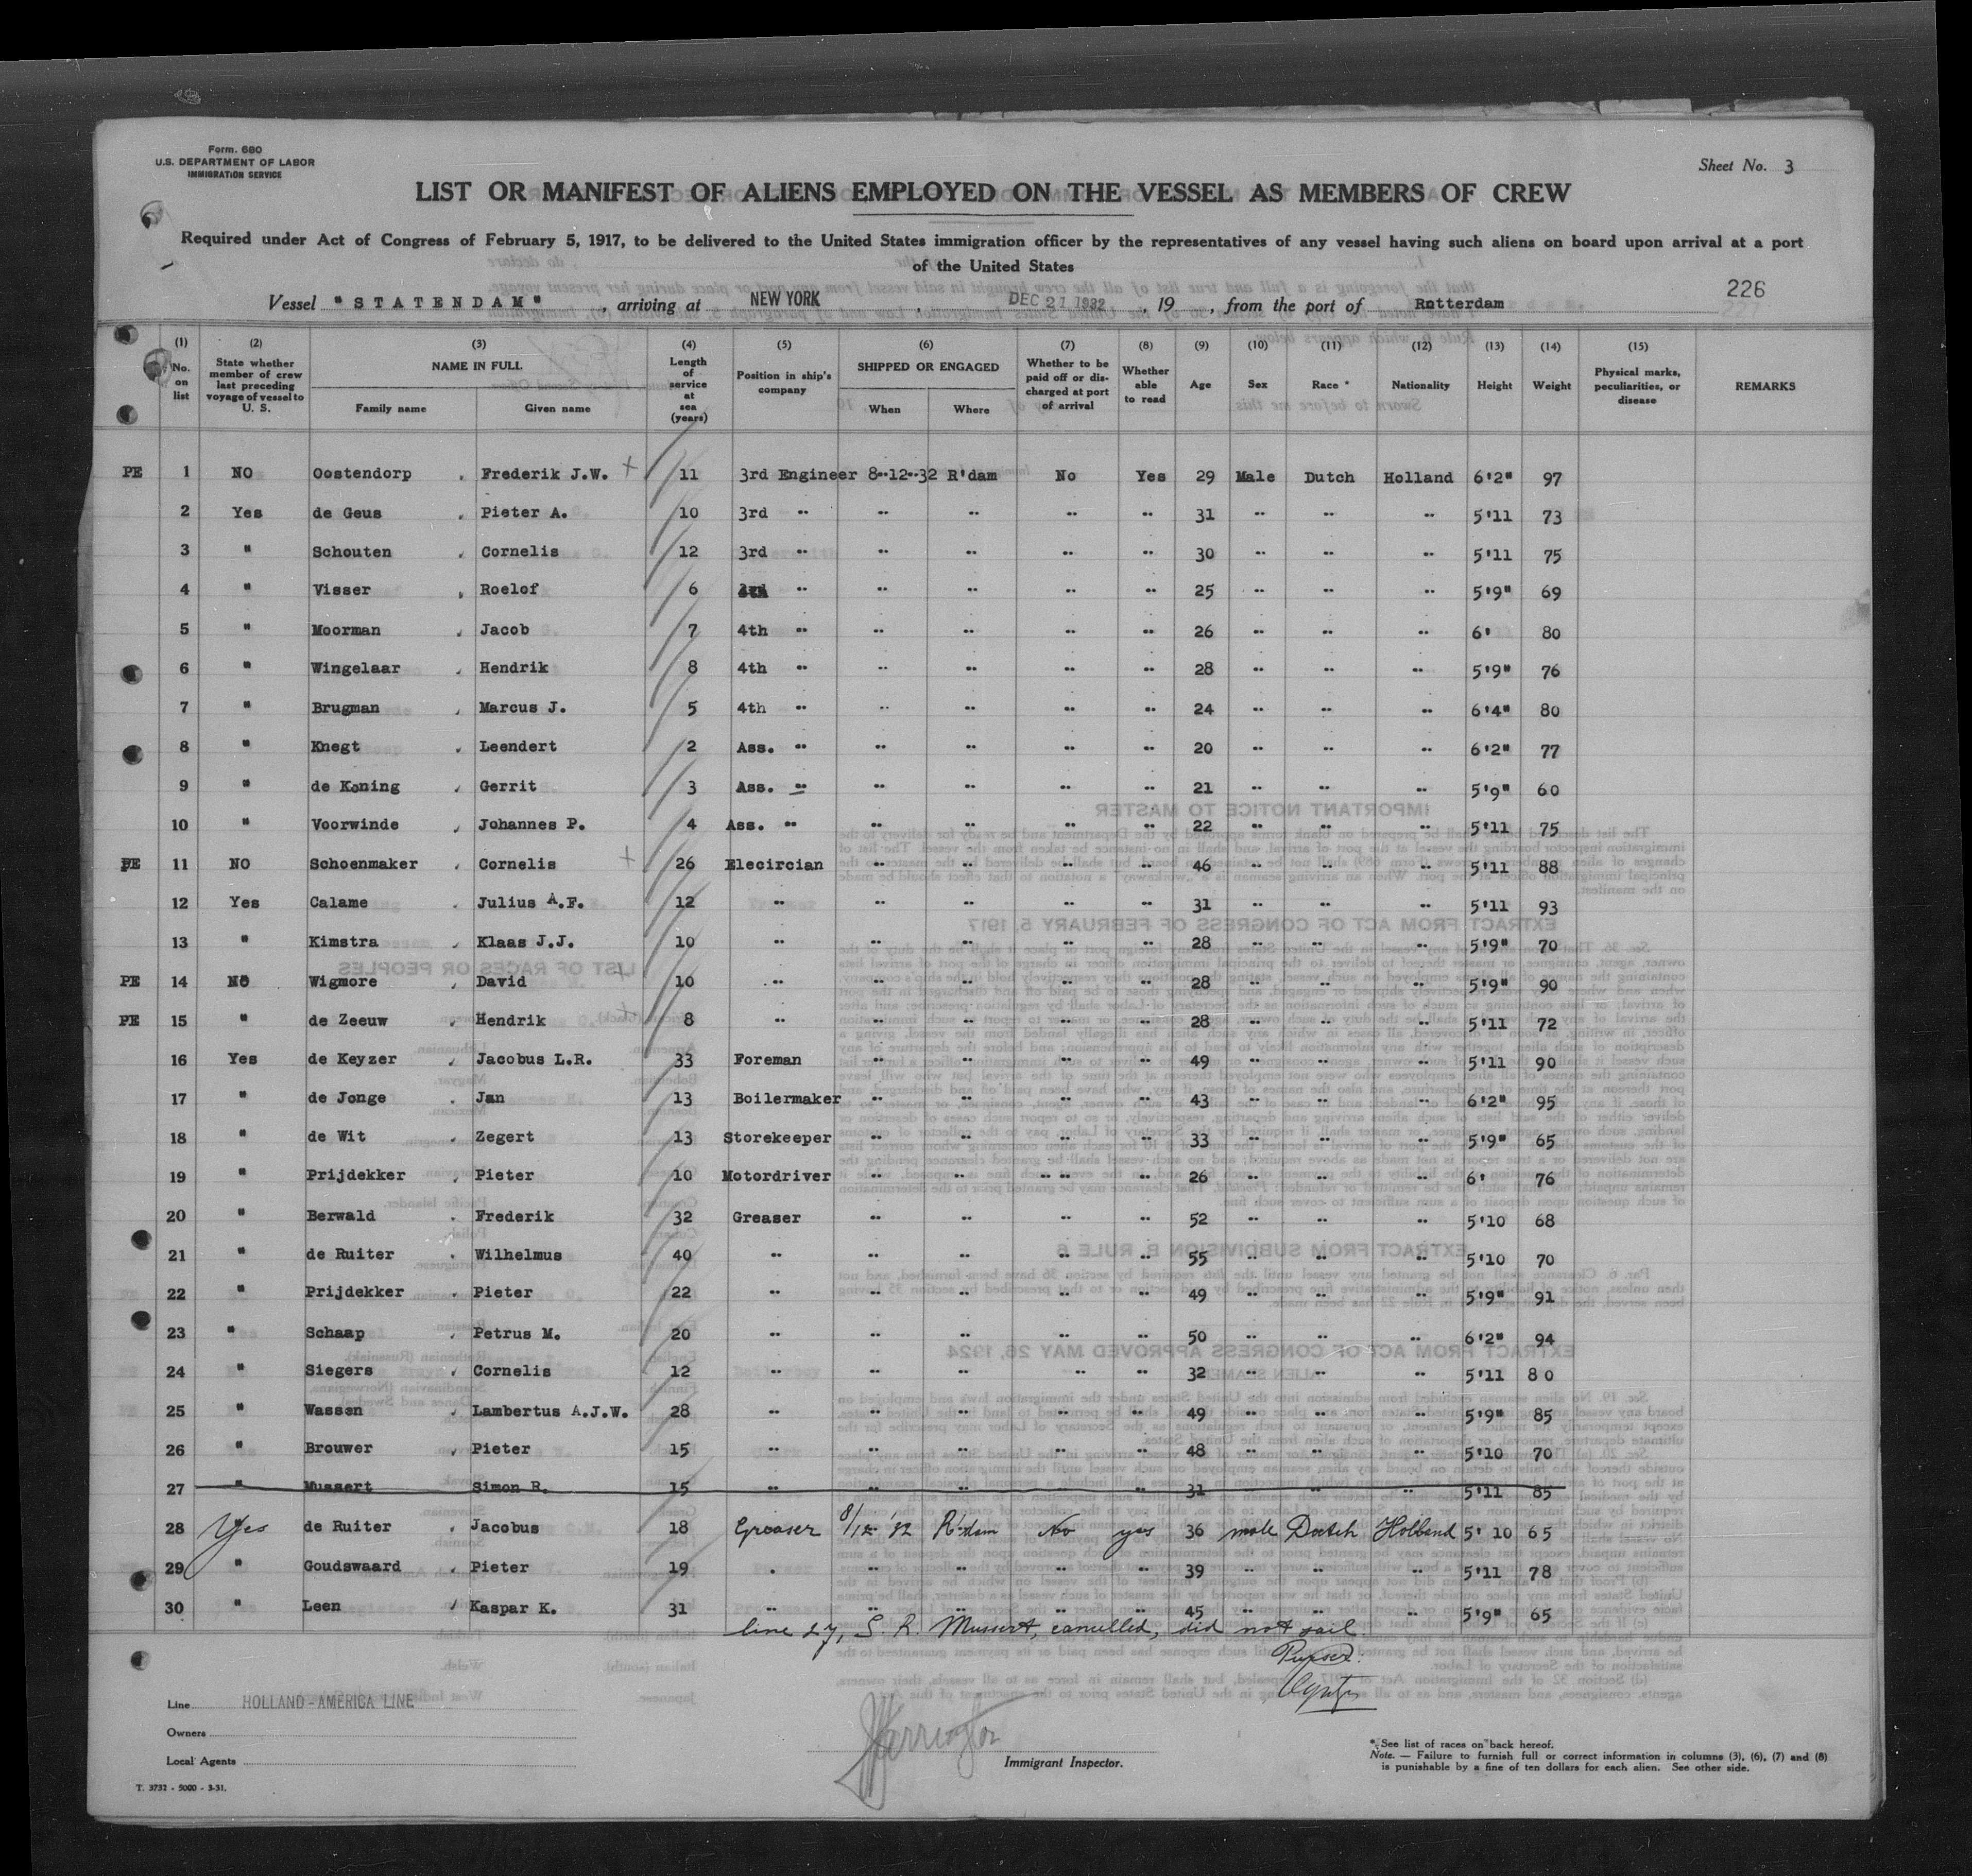 Form. 680
U.S. DEPARTMENT OF LABOR
IMMIGRATION SERVICE
Sheet No. 3
LIST OR MANIFEST OF ALIENS EMPLOYED ON THE VESSEL AS MEMBERS OF CREW
Required under Act of Congress of February 5, 1917, to be delivered to the United States immigration officer by the representatives of any vessel having such aliens on board upon arrival at a port
of the United States
226
Vessel "STATENDAM", arriving at NEW YORK, DEC 21 1932, 19 , from the port of Rotterdam
(1) No. on list (2) State whether member of crew last preceding voyage of vessel to U. S. (3) NAME IN FULL Family name Given name (4) Length of service at sea (years) (5) Position in ship's company (6) SHIPPED OR ENGAGED When Where (7) Whether to be paid off or discharged at port of arrival (8) Whether able to read (9) Age (10) Sex (11) Race * (12) Nationality (13) Height (14) Weight (15) Physical marks, peculiarities, or disease REMARKS
PE 1 NO Oostendorp , Frederik J.W. + 11 3rd Engineer 8-12-32 R'dam No Yes 29 Male Dutch Holland 6'2" 97
2 Yes de Geus , Pieter A. 10 3rd " " " " " 31 " " " 5'11 73
3 " Schouten , Cornelis 12 3rd " " " " " 30 " " " 5'11 75
4 " Visser , Roelof 6 " " " " " 25 " " " 5'9" 69
5 " Moorman , Jacob 7 4th " " " " " 26 " " " 6' 80
6 " Wingelaar , Hendrik 8 4th " " " " " 28 " " " 5'9" 76
7 " Brugman , Marcus J. 5 4th " " " " " 24 " " " 6'4" 80
8 " Knegt , Leendert 2 Ass. " " " " " 20 " " " 6'2" 77
9 " de Koning , Gerrit 3 Ass. " " " " " 21 " " " 5'9" 60
10 " Voorwinde , Johannes P. 4 Ass. " " " " " 22 " " " 5'11 75
PE 11 NO Schoenmaker , Cornelis + 26 Elecircian " " " " 46 " " " 5'11 88
12 Yes Calame , Julius A.F. 12 " " " " " 31 " " " 5'11 93
13 " Kimstra , Klaas J.J. 10 " " " " " 28 " " " 5'9" 70
PE 14 NO Wigmore , David + 10 " " " " " 28 " " " 5'9" 90
PE 15 " de Zeeuw , Hendrik + 8 " " " " " 28 " " " 5'11 72
16 Yes de Keyzer , Jacobus L.R. 33 Foreman " " " " 49 " " " 5'11 90
17 " de Jonge , Jan 13 Boilermaker " " " " 43 " " " 6'2" 95
18 " de Wit , Zegert 13 Storekeeper " " " " 33 " " " 5'9" 65
19 " Prijdekker , Pieter 10 Motordriver " " " " 26 " " " 6' 76
20 " Berwald , Frederik 32 Greaser " " " " 52 " " " 5'10 68
21 " de Ruiter , Wilhelmus 40 " " " " " 55 " " " 5'10 70
22 " Prijdekker , Pieter 22 " " " " " 49 " " " 5'9" 91
23 " Schaap , Petrus M. 20 " " " " " 50 " " " 6'2" 94
24 " Siegers , Cornelis 12 " " " " " 32 " " " 5'11 80
25 " Wassen , Lambertus A.J.W. 28 " " " " " 49 " " " 5'9" 85
26 " Brouwer , Pieter 15 " " " " " 48 " " " 5'10 70
27 " Mussert Simon R. 15 " " " " " 31 " " " 5'11 85
28 Yes de Ruiter , Jacobus 18 Greaser 8/12-'32 R'dam No yes 36 male Dutch Holland 5' 10 65
29 " Goudswaard , Pieter 19 " " " " " 39 " " " 5'11 78
30 " Leen , Kaspar K. 31 " " " " " 45 " " " 5'9" 65
line 27, S. R. Mussert, cancelled, did not sail.
Purser.
Line HOLLAND-AMERICA LINE
Owners
Local Agents
Harrington
Immigrant Inspector.
* See list of races on back hereof.
Note. — Failure to furnish full or correct information in columns (3), (6), (7) and (8)
is punishable by a fine of ten dollars for each alien. See other side.
T. 3732 - 5000 - 3-31.